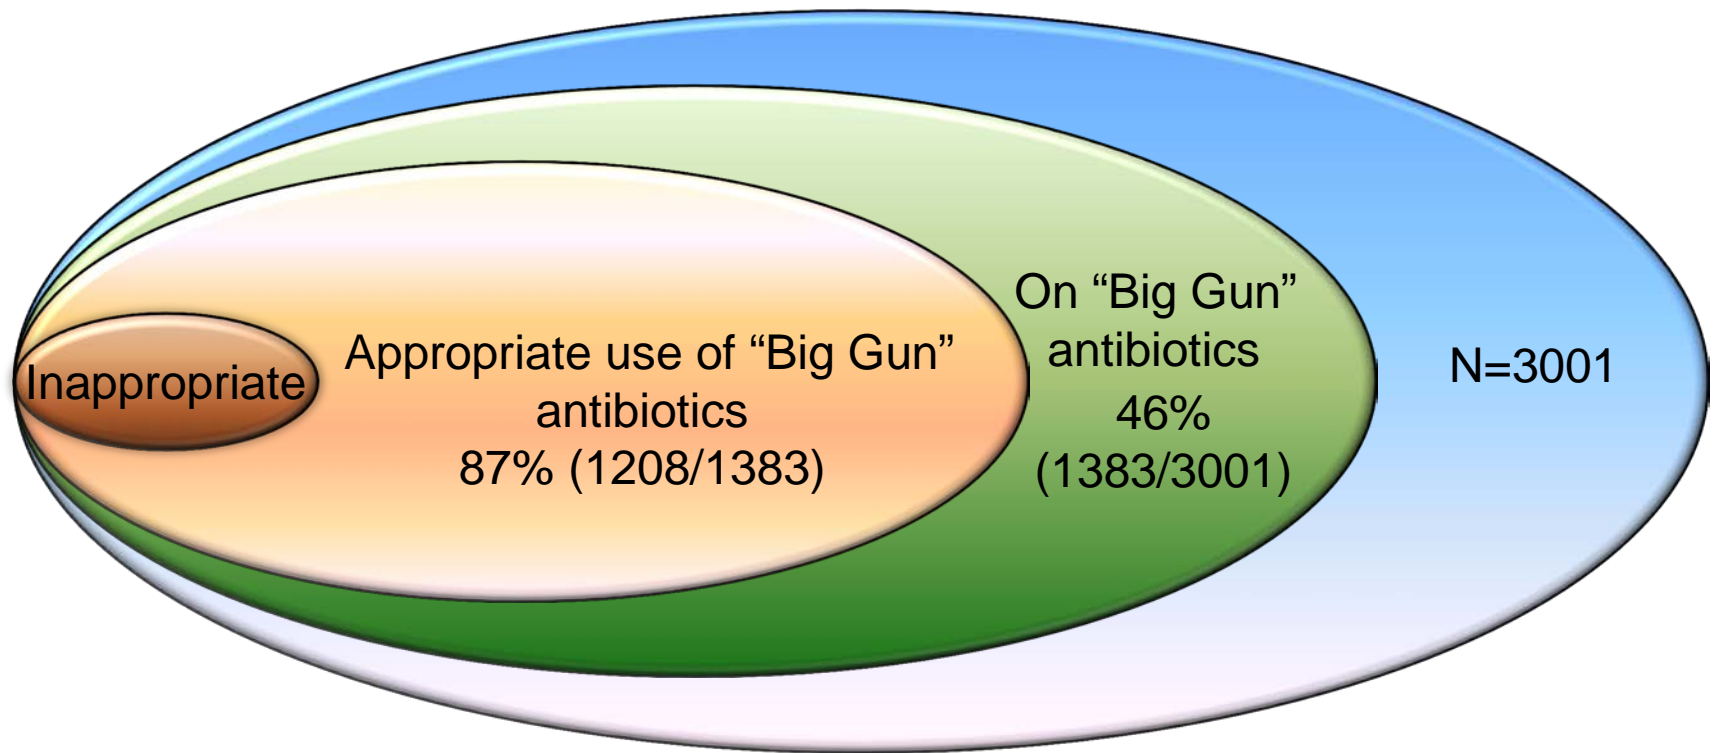 Inappropriate
Appropriate use of “Big Gun”
antibiotics
87% (1208/1383)
On “Big Gun”
antibiotics
46%
(1383/3001)
N=3001